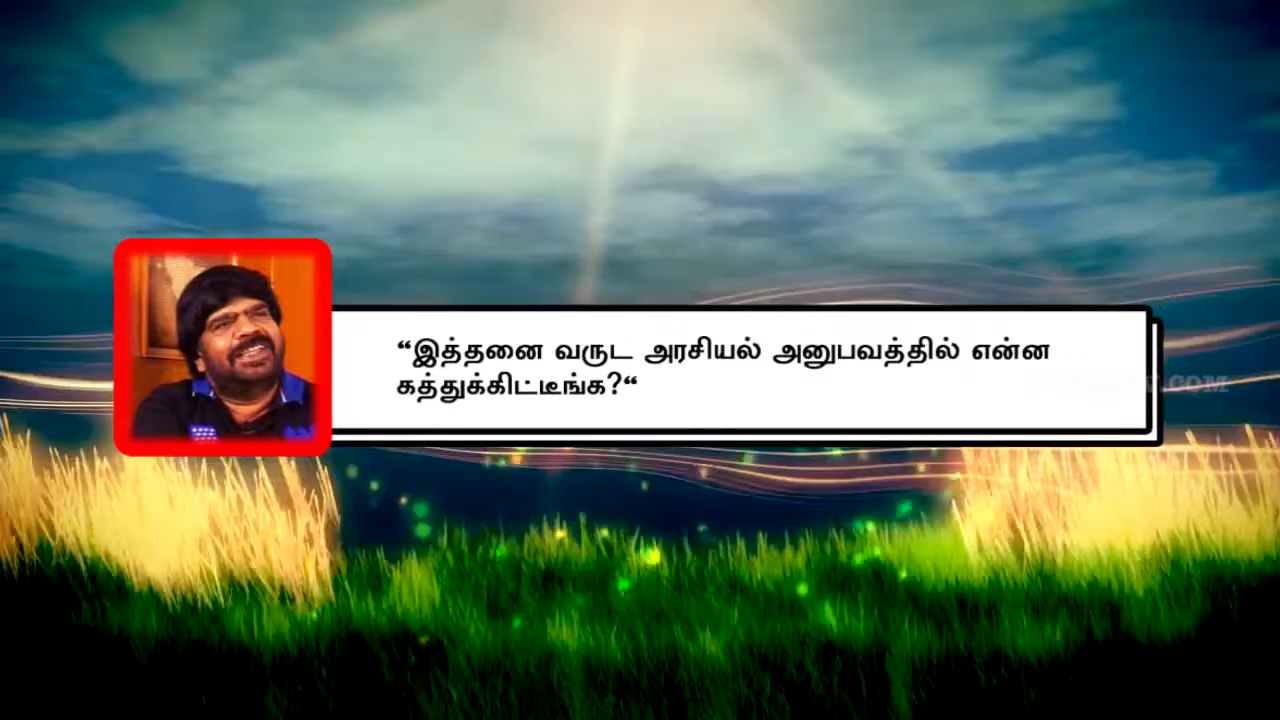 “இத்தனை வருட அரசியல் அனுபவத்தில் என்ன
கத்துக்கிட்டீங்க?“